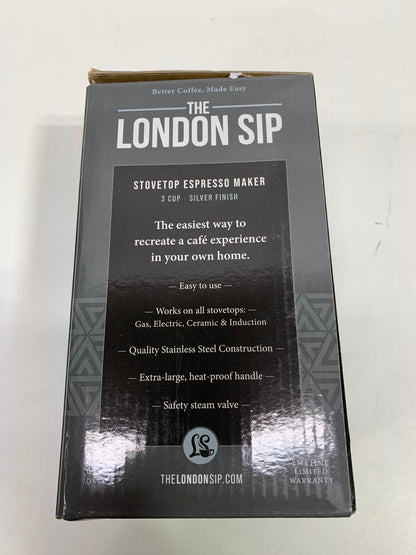 Better Coffee, Made Easy
THE
LONDON SIP
STOVETOP ESPRESSO MAKER
3 CUP SILVER FINISH
The easiest way to
recreate a café experience
in your own home.
— Easy to use —
— Works on all stovetops: —
Gas, Electric, Ceramic & Induction
— Quality Stainless Steel Construction —
— Extra-large, heat-proof handle —
— Safety steam valve —
LS
THELONDONSIP.COM
LIFETIME
LIMITED
WARRANTY